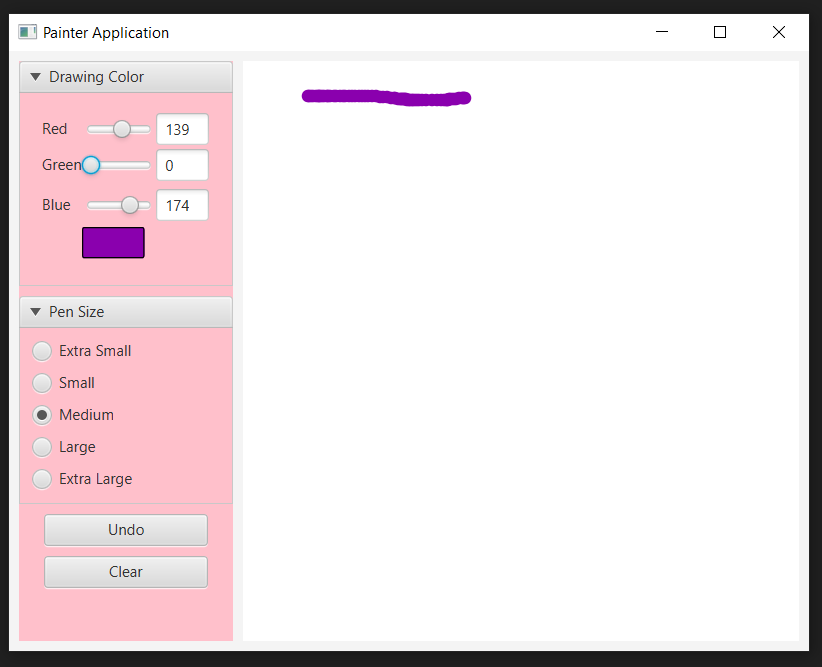 Painter Application
Drawing Color
Red 139
Green 0
Blue 174
Pen Size
Extra Small
Small
Medium
Large
Extra Large
Undo
Clear